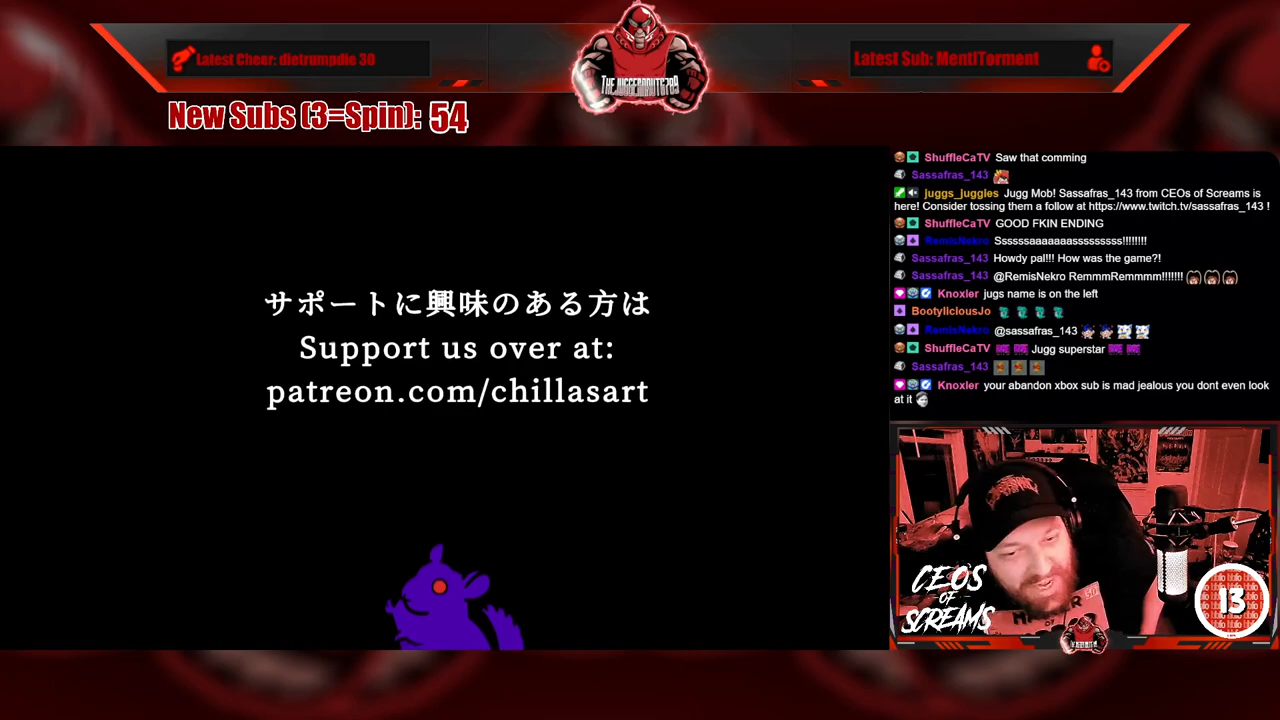 Latest Cheer: dietrumpdie 30
THEJUGGERNAUT6789
Latest Sub: MentlTorment
New Subs (3=Spin): 54
サポートに興味のある方は
Support us over at:
patreon.com/chillasart
ShuffleCaTV Saw that comming
Sassafras_143
juggs_juggies Jugg Mob! Sassafras_143 from CEOs of Screams is
here! Consider tossing them a follow at https://www.twitch.tv/sassafras_143 !
ShuffleCaTV GOOD FKIN ENDING
RemisNekro Ssssssaaaaaaassssssss!!!!!!!!
Sassafras_143 Howdy pal!!! How was the game?!
Sassafras_143 @RemisNekro RemmmRemmmm!!!!!!!
Knoxler jugs name is on the left
BootyliciousJo
RemisNekro @sassafras_143
ShuffleCaTV Jugg superstar
Sassafras_143
Knoxler your abandon xbox sub is mad jealous you dont even look
at it
CEOS
OF
SCREAMS
13